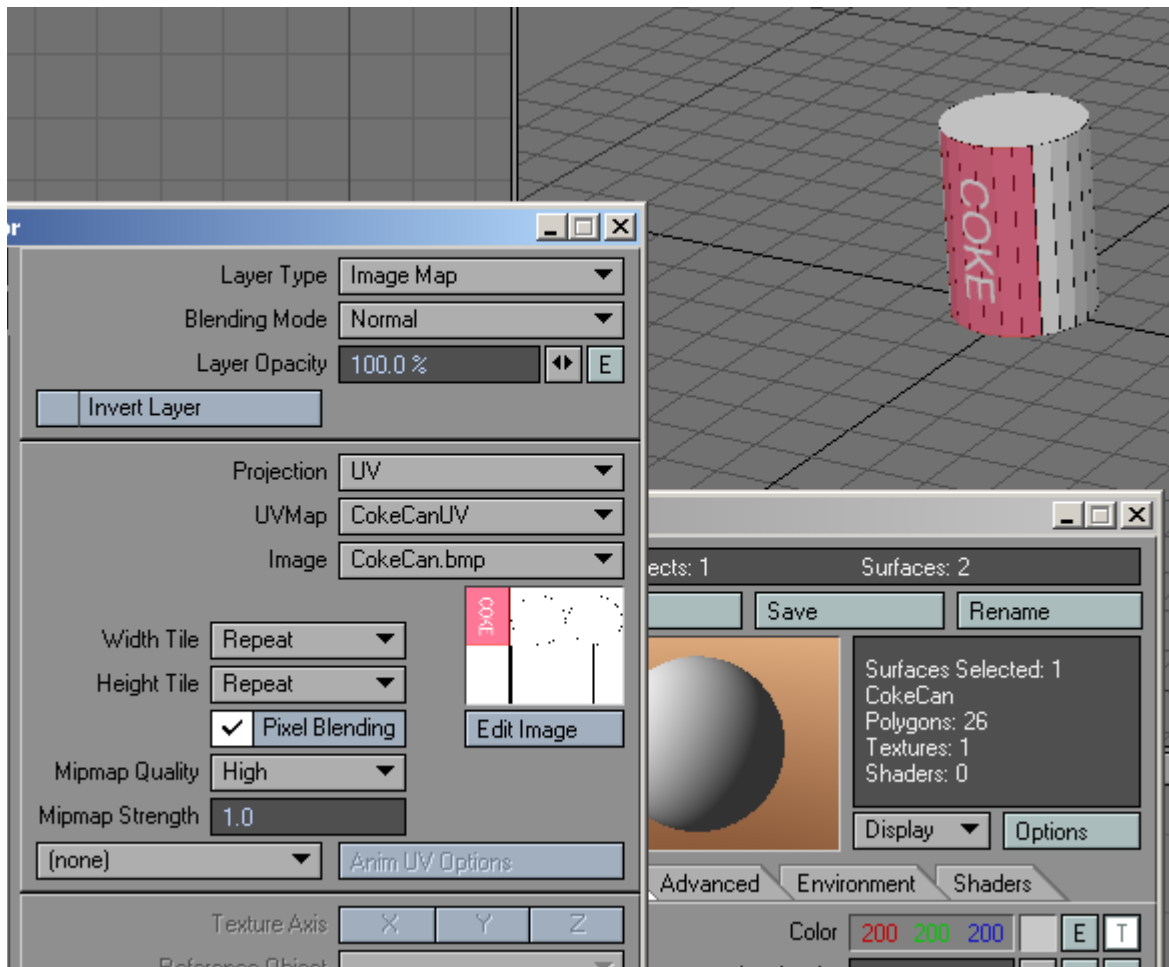 COKE
or
Layer Type Image Map
Blending Mode Normal
Layer Opacity 100.0 % E
Invert Layer
Projection UV
UVMap CokeCanUV
Image CokeCan.bmp
COKE
Width Tile Repeat
Height Tile Repeat
Pixel Blending Edit Image
Mipmap Quality High
Mipmap Strength 1.0
(none) Anim UV Options
Texture Axis X Y Z
Reference Object
ects: 1 Surfaces: 2
Save Rename
Surfaces Selected: 1
CokeCan
Polygons: 26
Textures: 1
Shaders: 0
Display Options
Advanced Environment Shaders
Color 200 200 200 E T